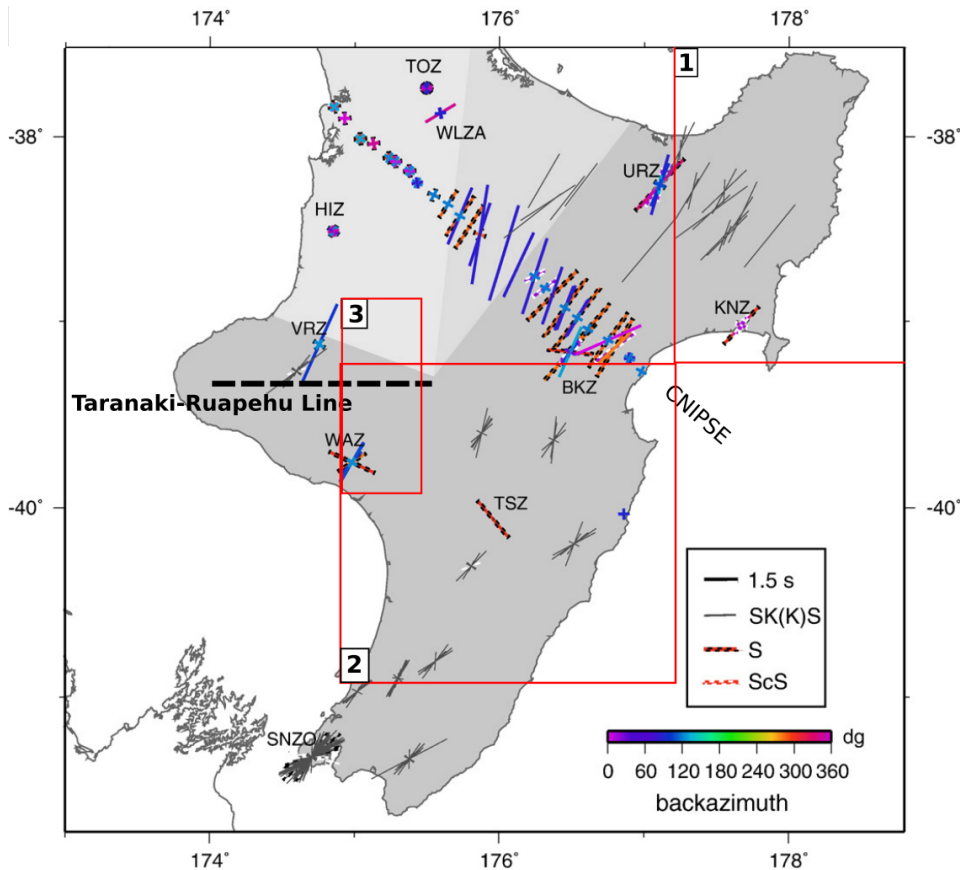 174°
176°
178°
1
TOZ
WLZA
-38°
-38°
URZ
HIZ
KNZ
3
VRZ
BKZ
Taranaki-Ruapehu Line
CNIPSE
WAZ
TSZ
-40°
-40°
1.5 s
SK(K)S
S
ScS
2
SNZO
dg
0 60 120 180 240 300 360
backazimuth
174°
176°
178°